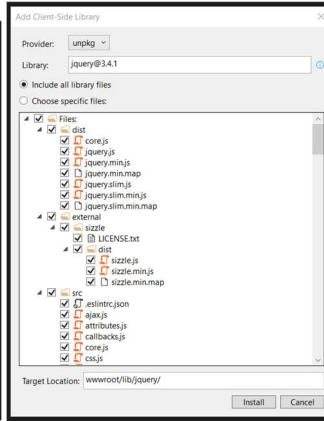 Add Client-Side Library
Provider: unpkg
Library: jquery@3.4.1
Include all library files
Choose specific files:
Files:
dist
core.js
jquery.js
jquery.min.js
jquery.min.map
jquery.slim.js
jquery.slim.min.js
jquery.slim.min.map
external
sizzle
LICENSE.txt
dist
sizzle.js
sizzle.min.js
sizzle.min.map
src
.eslintrc.json
ajax.js
attributes.js
callbacks.js
core.js
css.js
Target Location: wwwroot/lib/jquery/
Install Cancel